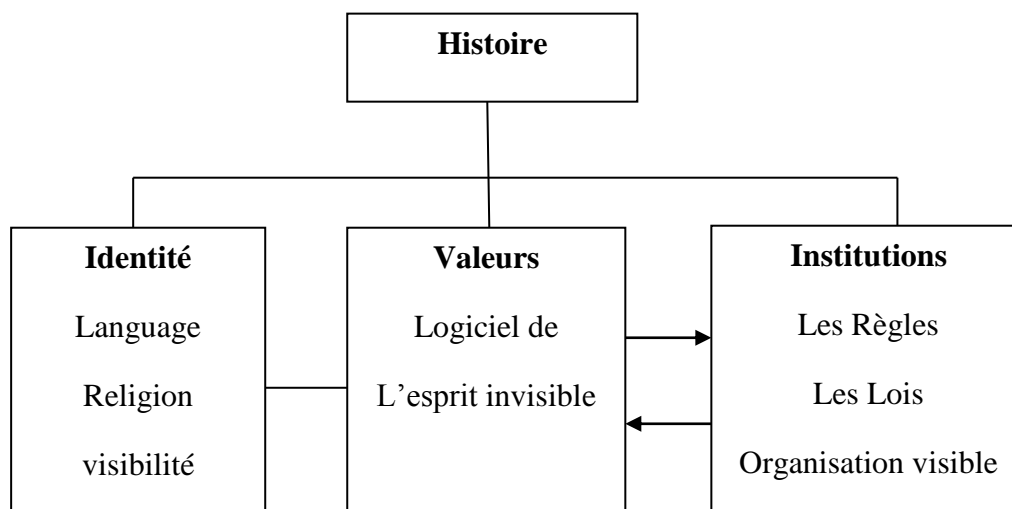 Histoire
Identité
Language
Religion
visibilité
Valeurs
Logiciel de
L’esprit invisible
Institutions
Les Règles
Les Lois
Organisation visible